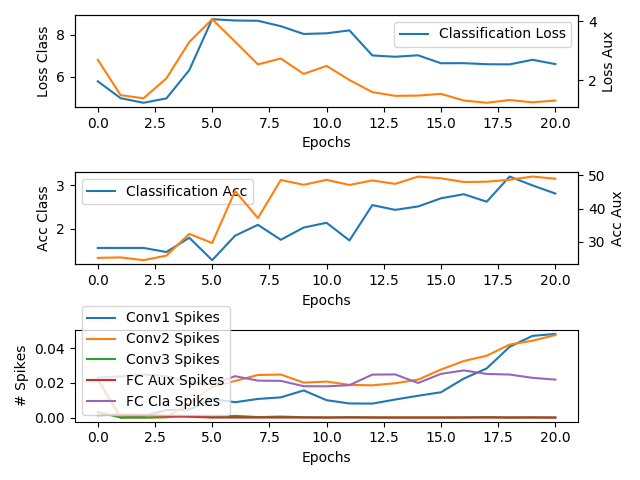 8
6
Loss Class
Classification Loss
4
2
Loss Aux
0.0 2.5 5.0 7.5 10.0 12.5 15.0 17.5 20.0
Epochs
3
2
Acc Class
Classification Acc
50
40
30
Acc Aux
0.0 2.5 5.0 7.5 10.0 12.5 15.0 17.5 20.0
Epochs
Conv1 Spikes
Conv2 Spikes
Conv3 Spikes
FC Aux Spikes
FC Cla Spikes
0.04
0.02
0.00
# Spikes
0.0 2.5 5.0 7.5 10.0 12.5 15.0 17.5 20.0
Epochs